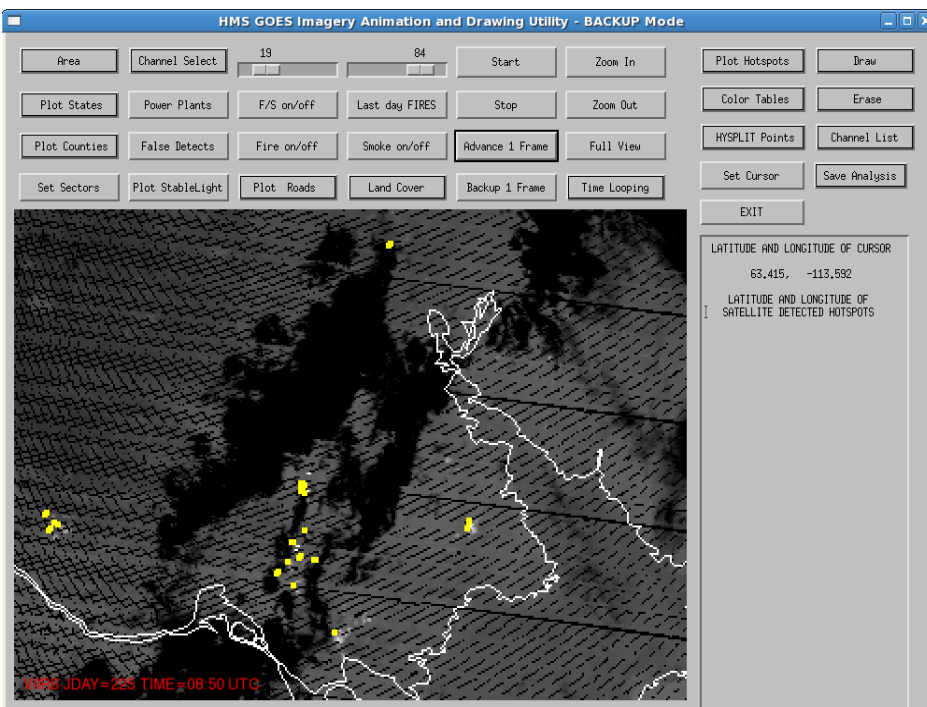 HMS GOES Imagery Animation and Drawing Utility - BACKUP Mode
Area
Channel Select
19
84
Start
Zoom In
Plot Hotspots
Draw
Plot States
Power Plants
F/S on/off
Last day FIRES
Stop
Zoom Out
Color Tables
Erase
Plot Counties
False Detects
Fire on/off
Smoke on/off
Advance 1 Frame
Full View
HYSPLIT Points
Channel List
Set Sectors
Plot StableLight
Plot Roads
Land Cover
Backup 1 Frame
Time Looping
Set Cursor
Save Analysis
EXIT
LATITUDE AND LONGITUDE OF CURSOR
63.415, -113.592
LATITUDE AND LONGITUDE OF
SATELLITE DETECTED HOTSPOTS
VIIRS JDAY=225 TIME=08:50 UTC